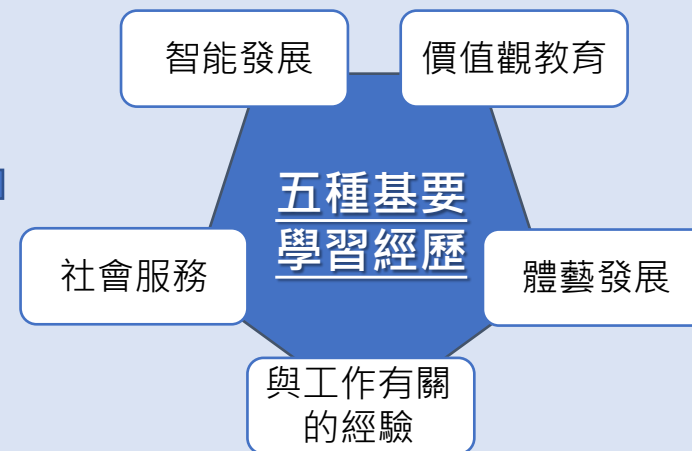 智能發展
價值觀教育
五種基要
學習經歷
社會服務
體藝發展
與工作有關
的經驗